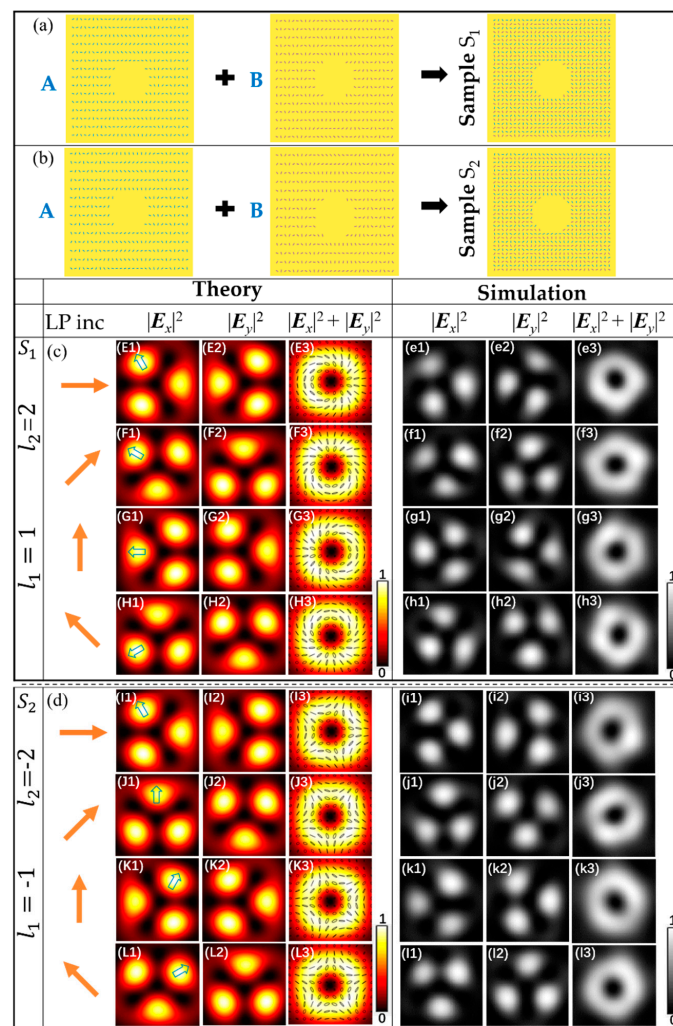 (a)
A
+
B
Sample S1
(b)
A
+
B
Sample S2
Theory
Simulation
LP inc
|Ex|²
|Ey|²
|Ex|² + |Ey|²
|Ex|²
|Ey|²
|Ex|² + |Ey|²
S1
(c)
l2=2
l1 = 1
(E1)
(E2)
(E3)
(e1)
(e2)
(e3)
(F1)
(F2)
(F3)
(f1)
(f2)
(f3)
(G1)
(G2)
(G3)
(g1)
(g2)
(g3)
1
1
(H1)
(H2)
(H3)
(h1)
(h2)
(h3)
0
0
S2
(d)
l2=-2
l1 = -1
(I1)
(I2)
(I3)
(i1)
(i2)
(i3)
(J1)
(J2)
(J3)
(j1)
(j2)
(j3)
(K1)
(K2)
(K3)
(k1)
(k2)
(k3)
1
1
(L1)
(L2)
(L3)
(l1)
(l2)
(l3)
0
0